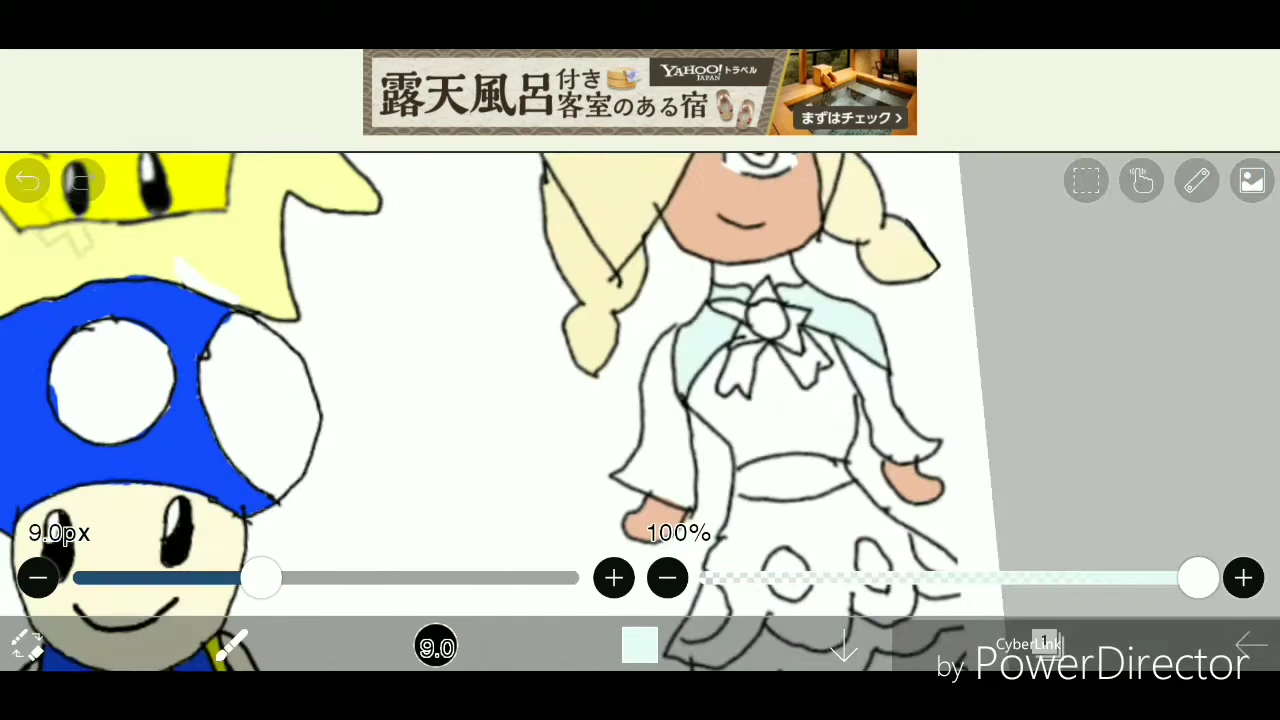 露天風呂付き客室のある宿
YAHOO! JAPAN トラベル
まずはチェック >
9.0px
100%
9.0
1
CyberLink
by PowerDirector